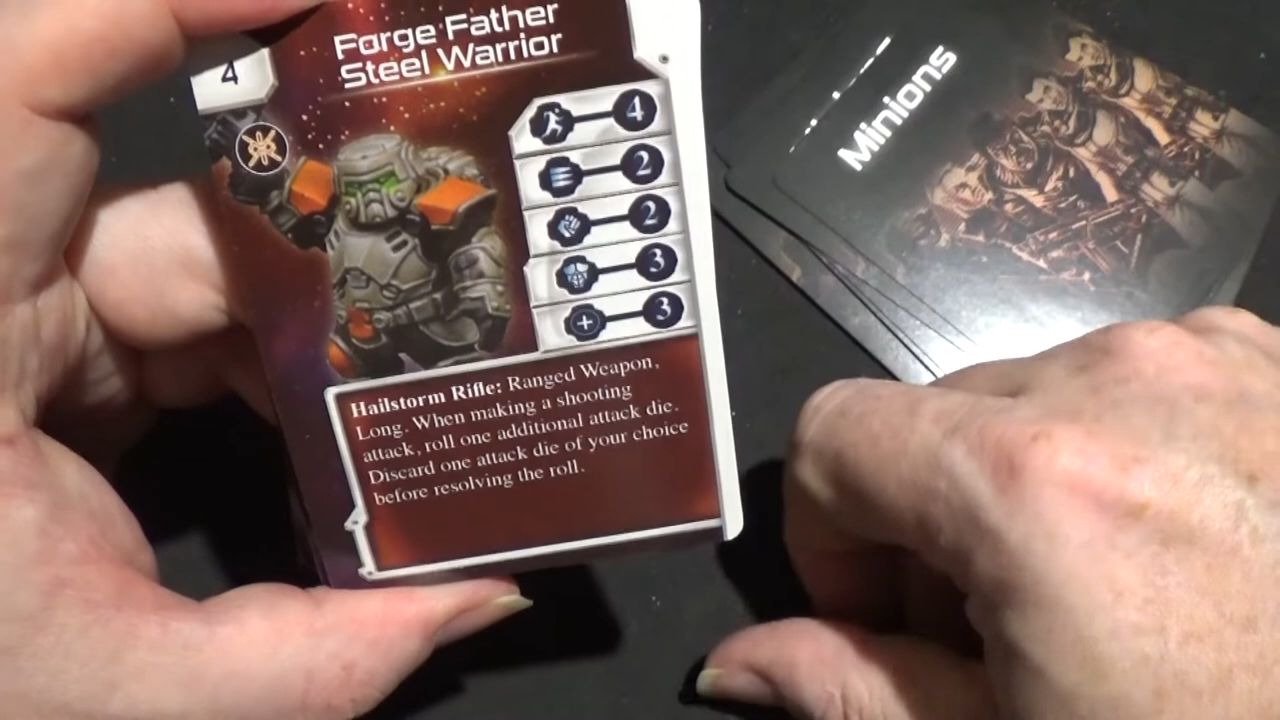 Forge Father
Steel Warrior
4
4
2
2
3
3
Hailstorm Rifle: Ranged Weapon,
Long. When making a shooting
attack, roll one additional attack die.
Discard one attack die of your choice
before resolving the roll.
Minions